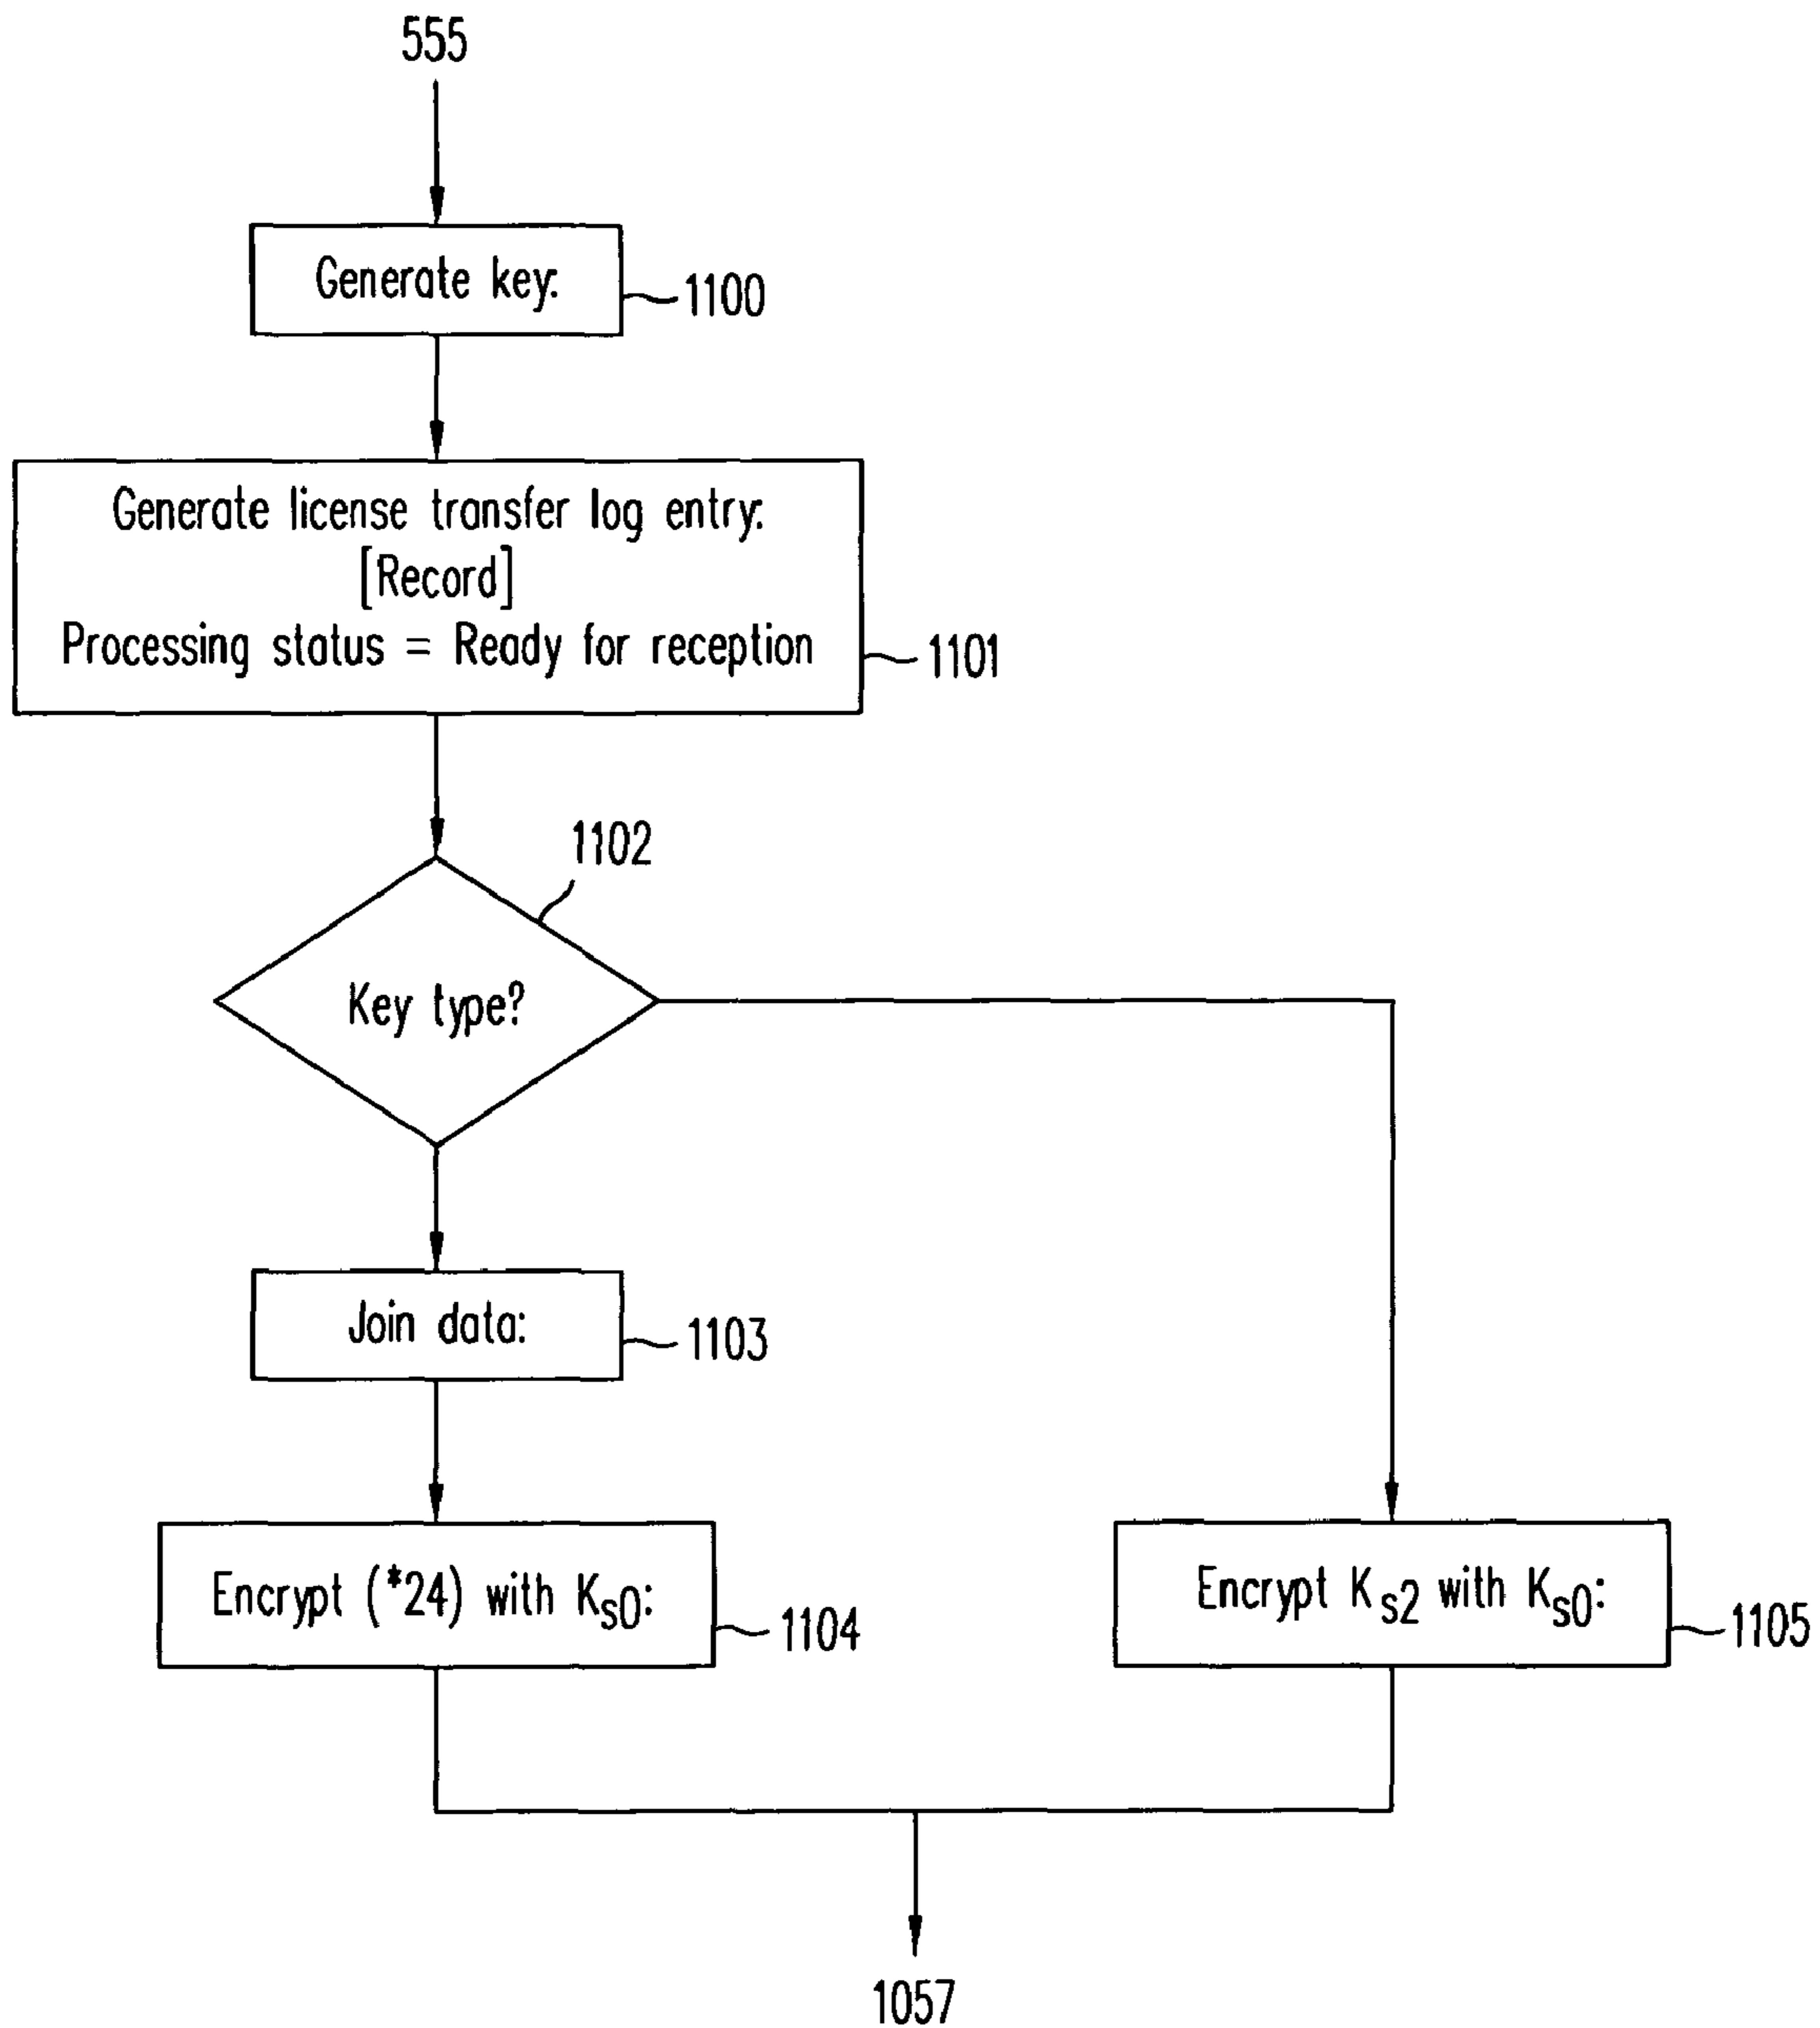 555
Generate key:
1100
Generate license transfer log entry:
[Record]
Processing status = Ready for reception
1101
1102
Key type?
Join data:
1103
Encrypt (*24) with Ks0:
1104
Encrypt Ks2 with Ks0:
1105
1057